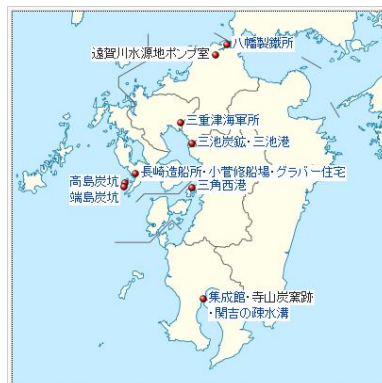 八幡製鐵所
遠賀川水源地ポンプ室
三重津海軍所
三池炭鉱・三池港
長崎造船所・小菅修船場・グラバー住宅
高島炭坑
端島炭坑
三角西港
集成館・寺山炭窯跡
・関吉の疎水溝